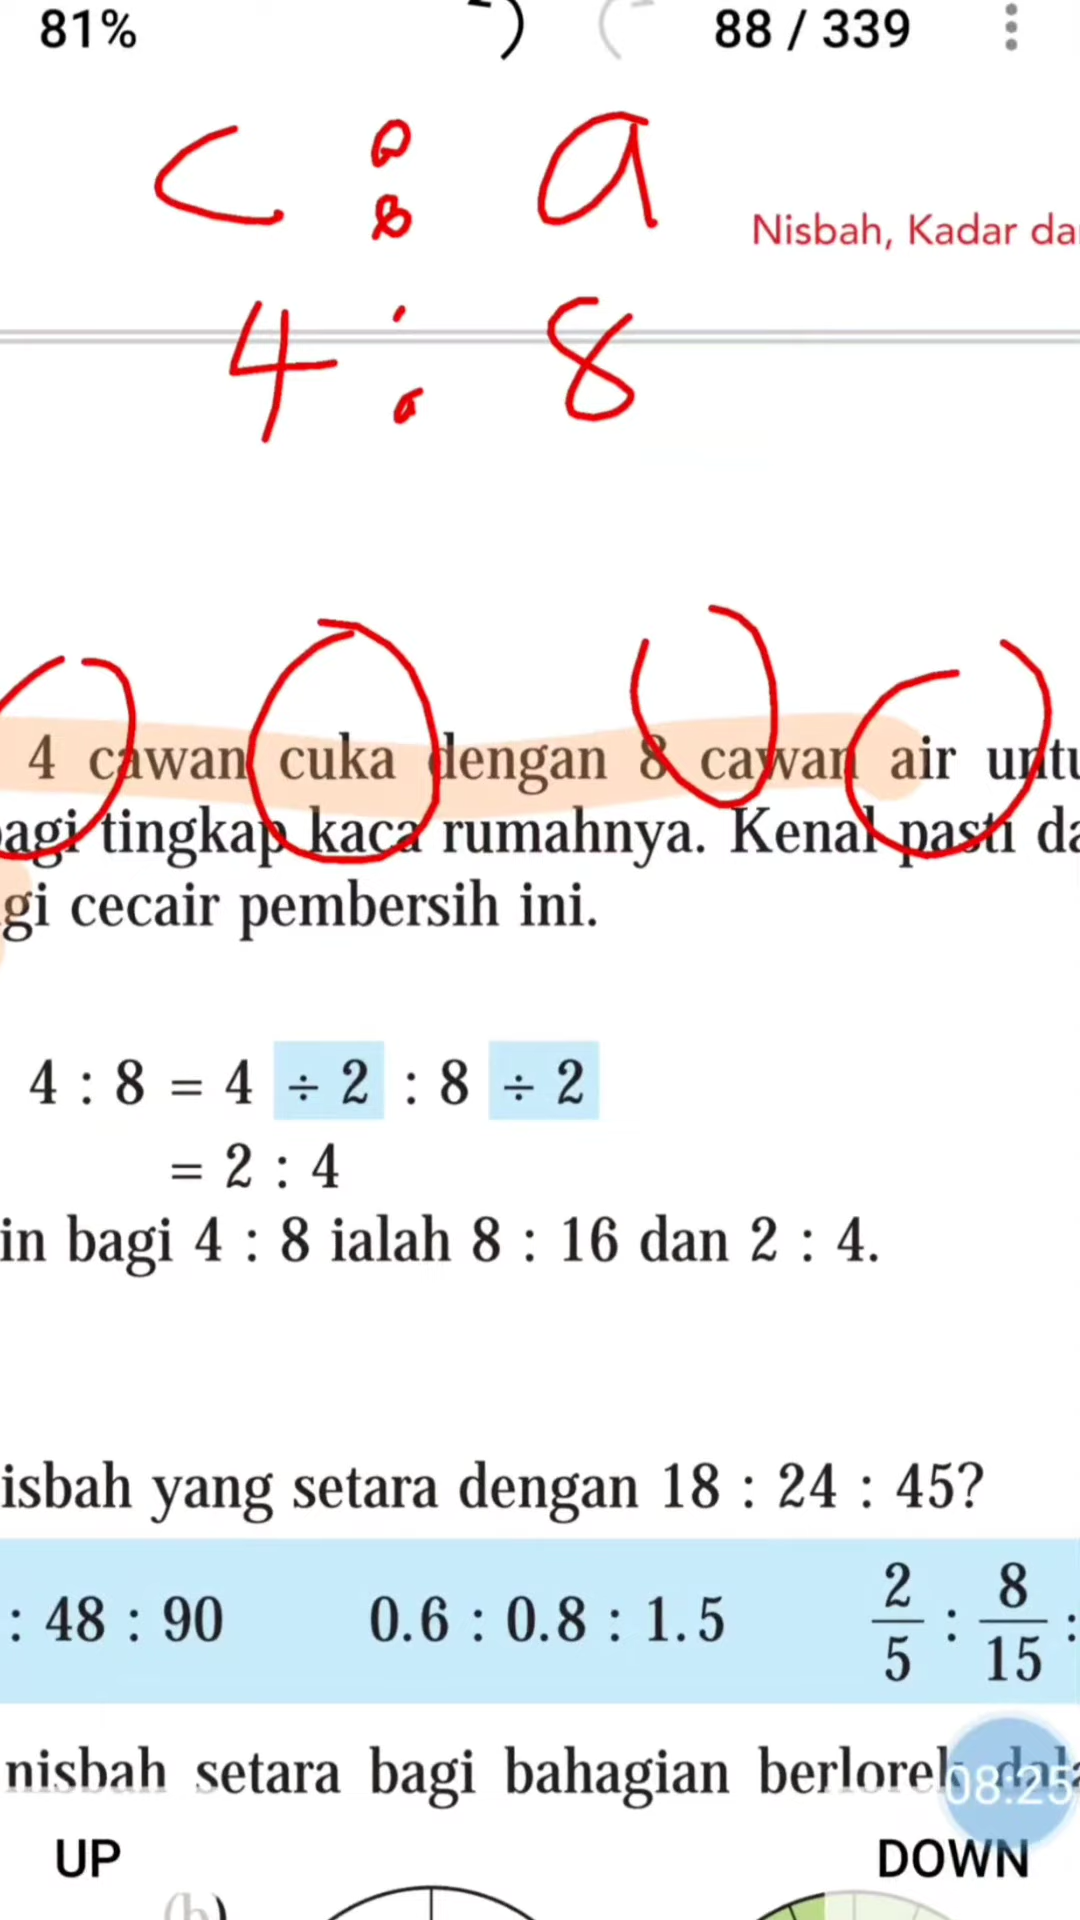 81% 88 / 339
c : a
Nisbah, Kadar da
4 : 8
4 cawan cuka dengan 8 cawan air untu
agi tingkap kaca rumahnya. Kenal pasti da
gi cecair pembersih ini.
4 : 8 = 4 ÷ 2 : 8 ÷ 2
= 2 : 4
in bagi 4 : 8 ialah 8 : 16 dan 2 : 4.
isbah yang setara dengan 18 : 24 : 45?
: 48 : 90 0.6 : 0.8 : 1.5 2/5 : 8/15 :
nisbah setara bagi bahagian berlorek dala
08:25
UP DOWN
(b)